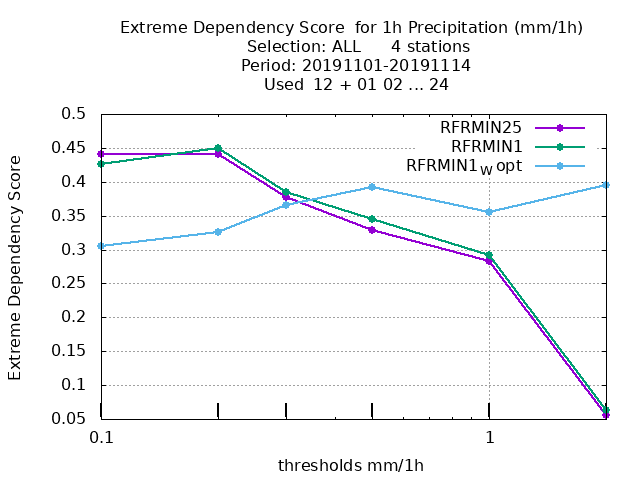 Extreme Dependency Score  for 1h Precipitation (mm/1h)
Selection: ALL      4 stations
Period: 20191101-20191114
Used  12 + 01 02 ... 24
RFRMIN25
RFRMIN1
RFRMIN1w opt
Extreme Dependency Score
0.5
0.45
0.4
0.35
0.3
0.25
0.2
0.15
0.1
0.05
0.1
1
thresholds mm/1h